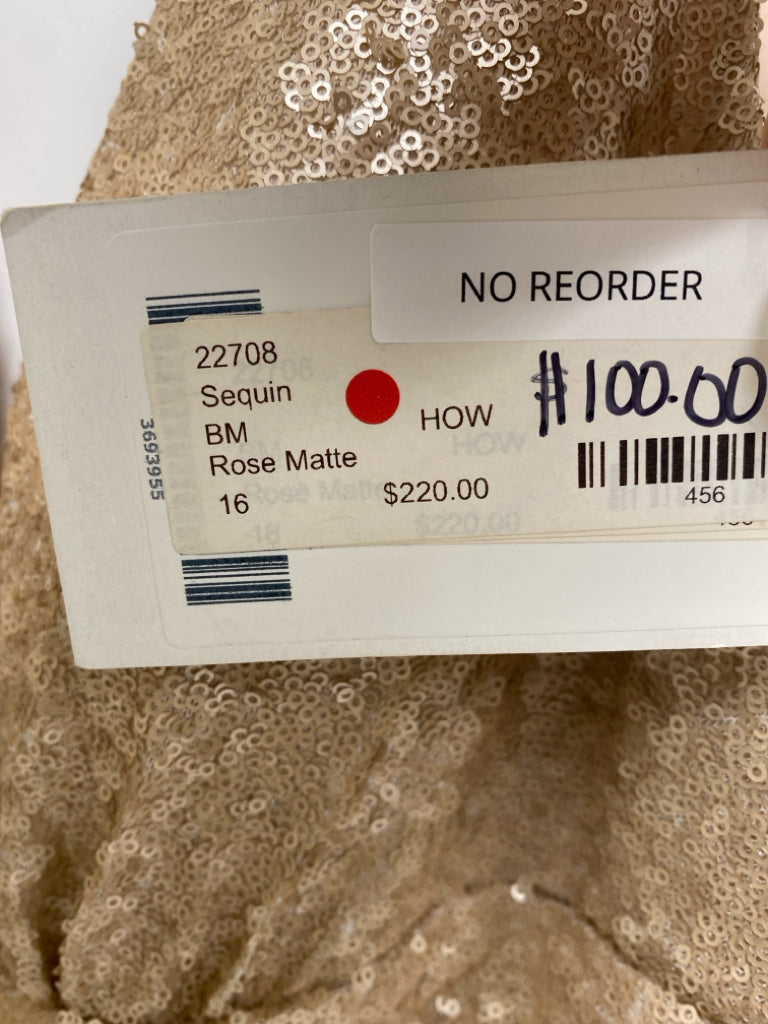 NO REORDER
22708
Sequin
BM
Rose Matte
16
HOW
$220.00
$100.00
456
3693955